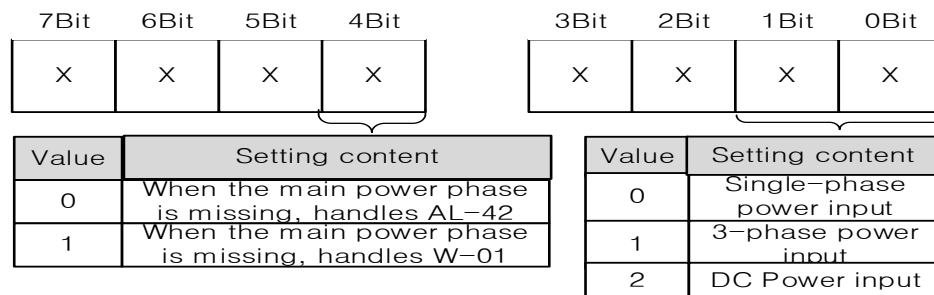 7Bit 6Bit 5Bit 4Bit 3Bit 2Bit 1Bit 0Bit
X X X X X X X X
Value Setting content
0 When the main power phase
is missing, handles AL-42
1 When the main power phase
is missing, handles W-01
Value Setting content
0 Single-phase
power input
1 3-phase power
input
2 DC Power input